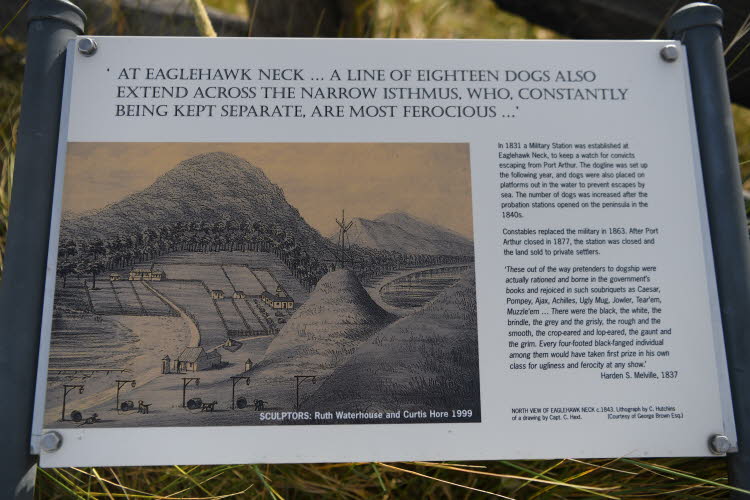 ‘ AT EAGLEHAWK NECK ... A LINE OF EIGHTEEN DOGS ALSO
EXTEND ACROSS THE NARROW ISTHMUS, WHO, CONSTANTLY
BEING KEPT SEPARATE, ARE MOST FEROCIOUS ...’
In 1831 a Military Station was established at
Eaglehawk Neck, to keep a watch for convicts
escaping from Port Arthur. The dogline was set up
the following year, and dogs were also placed on
platforms out in the water to prevent escapes by
sea. The number of dogs was increased after the
probation stations opened on the peninsula in the
1840s.
Constables replaced the military in 1863. After Port
Arthur closed in 1877, the station was closed and
the land sold to private settlers.
‘These out of the way pretenders to dogship were
actually rationed and borne in the government's
books and rejoiced in such soubriquets as Caesar,
Pompey, Ajax, Achilles, Ugly Mug, Jowler, Tear'em,
Muzzle'em ... There were the black, the white, the
brindle, the grey and the grisly, the rough and the
smooth, the crop-eared and lop-eared, the gaunt and
the grim. Every four-footed black-fanged individual
among them would have taken first prize in his own
class for ugliness and ferocity at any show.’
Harden S. Melville, 1837
SCULPTORS: Ruth Waterhouse and Curtis Hore 1999
NORTH VIEW OF EAGLEHAWK NECK c.1843. Lithograph by C. Hutchins
of a drawing by Capt. C. Hext. (Courtesy of George Brown Esq.)